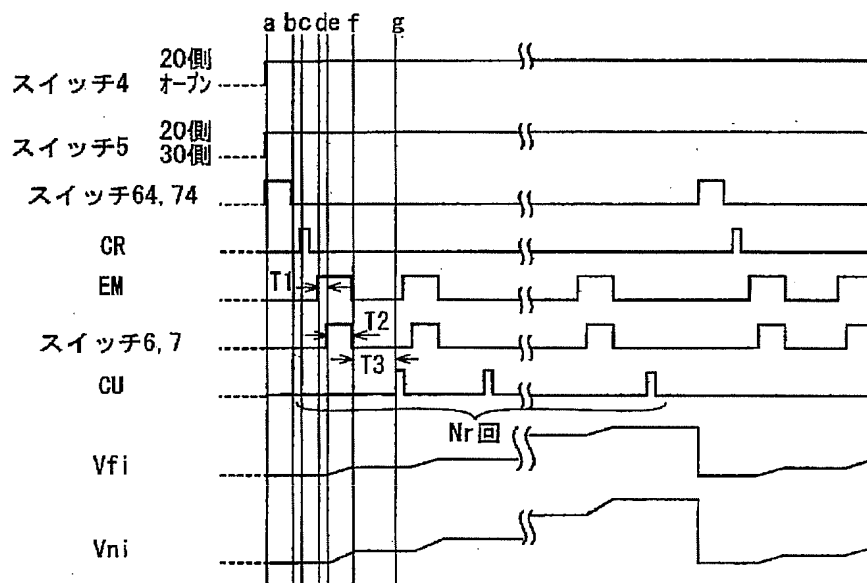 a bc de f g
20側
スイッチ4 オープン
20側
スイッチ5 30側
スイッチ64,74
CR
EM T1
T2
スイッチ6,7
T3
CU
Nr回
Vfi
Vni